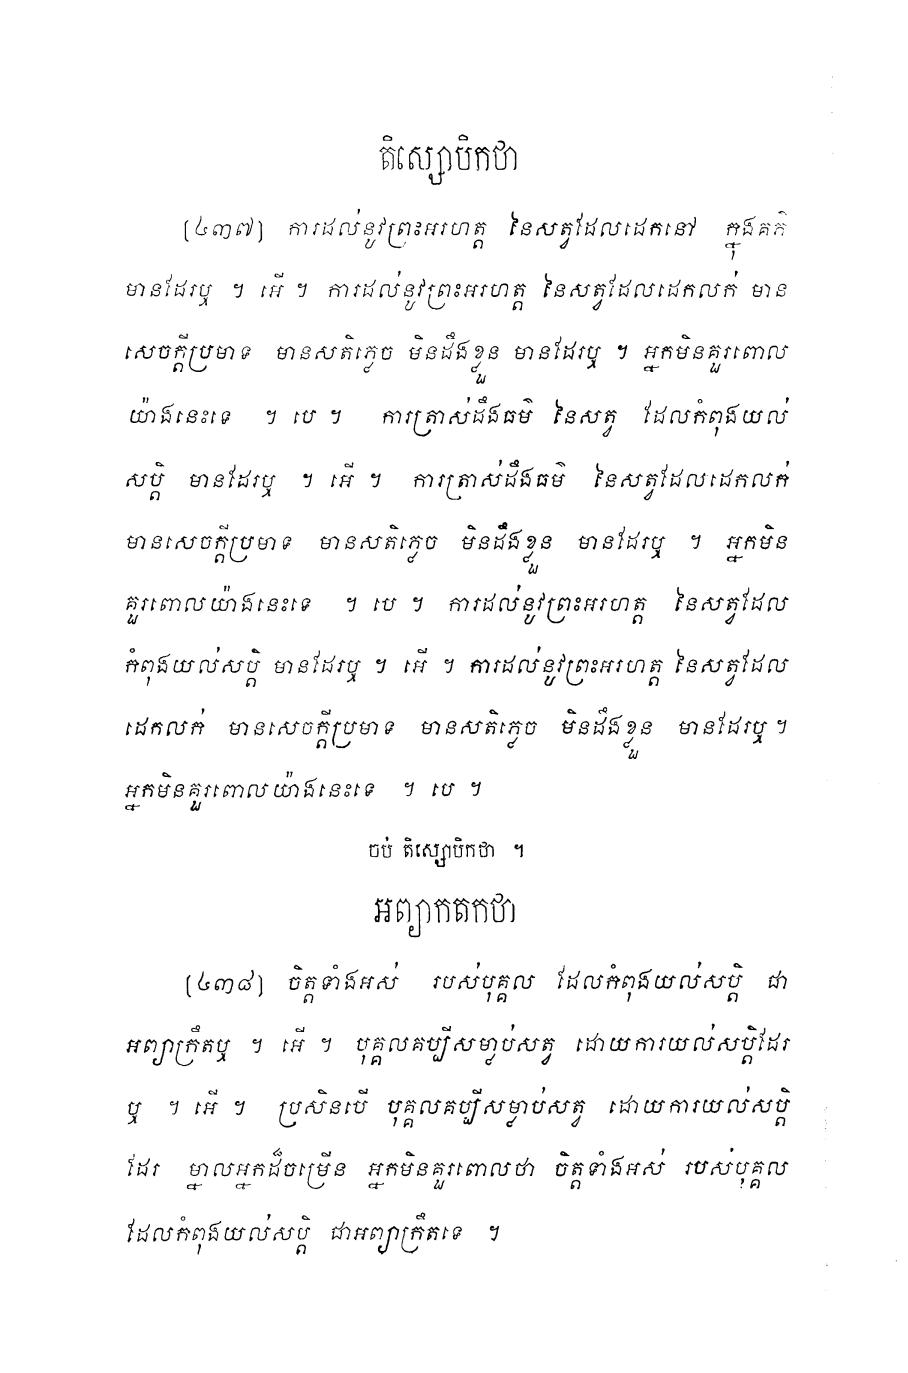 តិស្សោបិកថា
[៤៣៧] ការដល់នូវព្រះអរហត្ត នៃសត្វដែលដេកនៅ ក្នុងគភ៌
មានដែរឬ ។ អើ ។ ការដល់នូវព្រះអរហត្ត នៃសត្វដែលដេកលក់ មាន
សេចក្តីប្រមាទ មានសតិភ្លេច មិនដឹងខ្លួន មានដែរឬ ។ អ្នកមិនគួរពោល
យ៉ាងនេះទេ ។ បេ ។ ការត្រាស់ដឹងធម៌ នៃសត្វ ដែលកំពុងយល់
សប្តិ មានដែរឬ ។ អើ ។ ការត្រាស់ដឹងធម៌ នៃសត្វដែលដេកលក់
មានសេចក្តីប្រមាទ មានសតិភ្លេច មិនដឹងខ្លួន មានដែរឬ ។ អ្នកមិន
គួរពោលយ៉ាងនេះទេ ។ បេ ។ ការដល់នូវព្រះអរហត្ត នៃសត្វដែល
កំពុងយល់សប្តិ មានដែរឬ ។ អើ ។ ការដល់នូវព្រះអរហត្ត នៃសត្វដែល
ដេកលក់ មានសេចក្តីប្រមាទ មានសតិភ្លេច មិនដឹងខ្លួន មានដែរឬ ។
អ្នកមិនគួរពោលយ៉ាងនេះទេ ។ បេ ។
ចប់ តិស្សោបិកថា ។
អព្យាកតកថា
[៤៣៨] ចិត្តទាំងអស់ របស់បុគ្គល ដែលកំពុងយល់សប្តិ ជា
អព្យាក្រឹតឬ ។ អើ ។ បុគ្គលគប្បីសម្លាប់សត្វ ដោយការយល់សប្តិដែរ
ឬ ។ អើ ។ ប្រសិនបើ បុគ្គលគប្បីសម្លាប់សត្វ ដោយការយល់សប្តិ
ដែរ ម្នាលអ្នកដ៏ចម្រើន អ្នកមិនគួរពោលថា ចិត្តទាំងអស់ របស់បុគ្គល
ដែលកំពុងយល់សប្តិ ជាអព្យាក្រឹតទេ ។